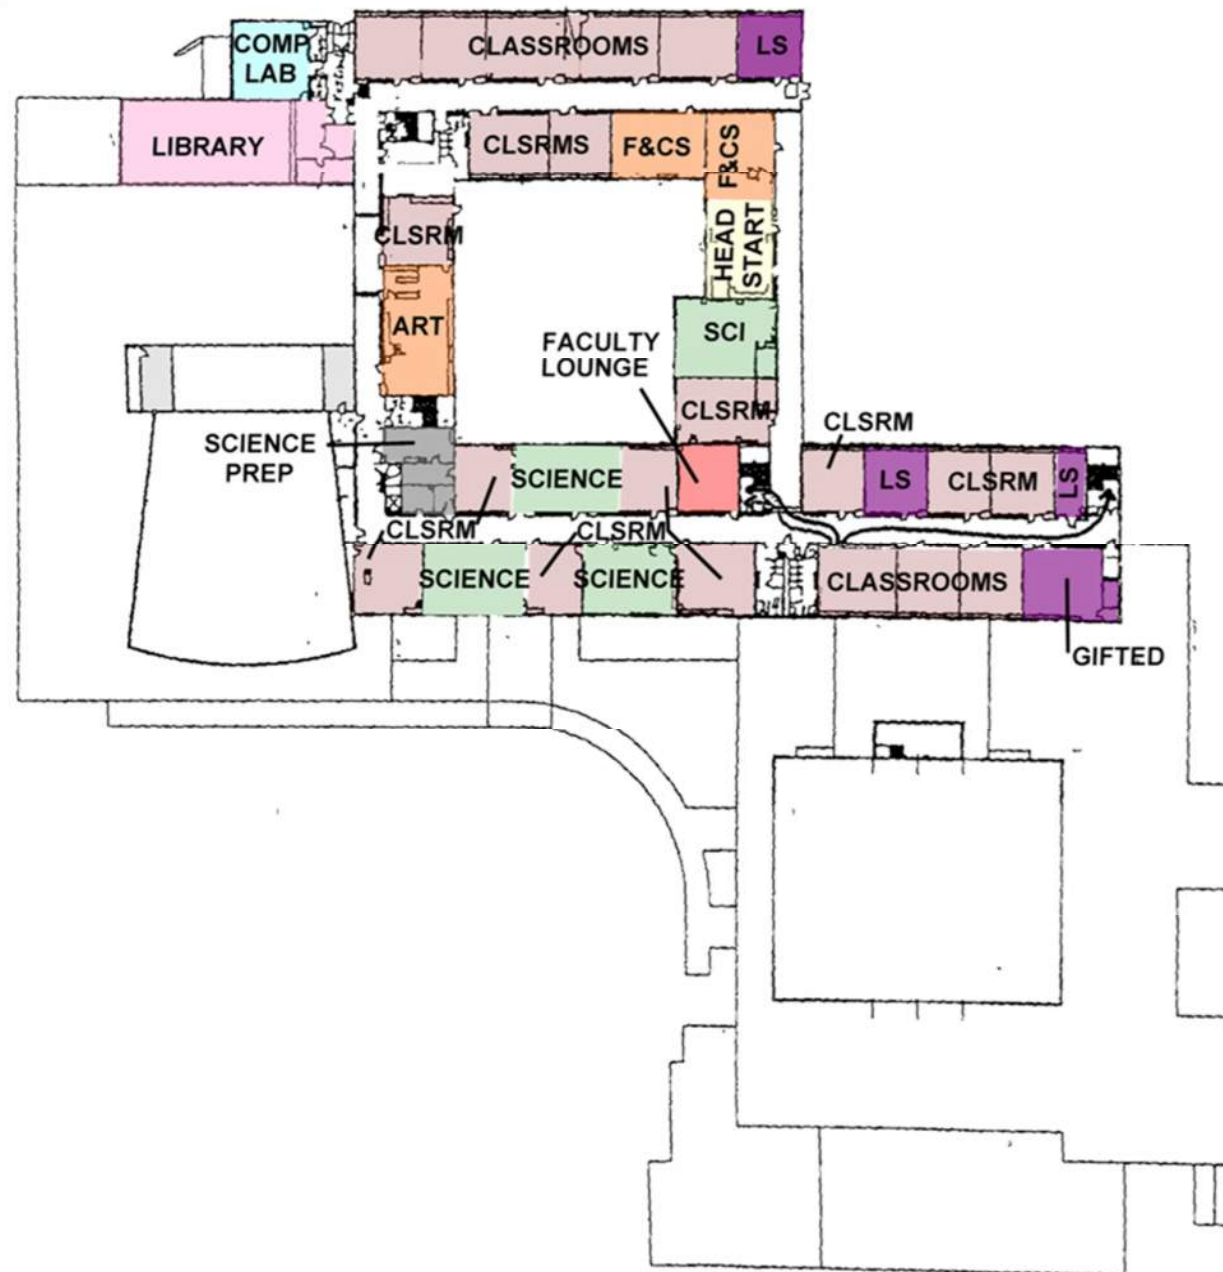 COMP
LAB
CLASSROOMS
LS
LIBRARY
CLSRMS
F&CS
F&CS
CLSRM
HEAD
START
ART
SCI
FACULTY
LOUNGE
CLSRM
CLSRM
SCIENCE
PREP
SCIENCE
LS
CLSRM
LS
CLSRM
CLSRM
SCIENCE
SCIENCE
CLASSROOMS
GIFTED